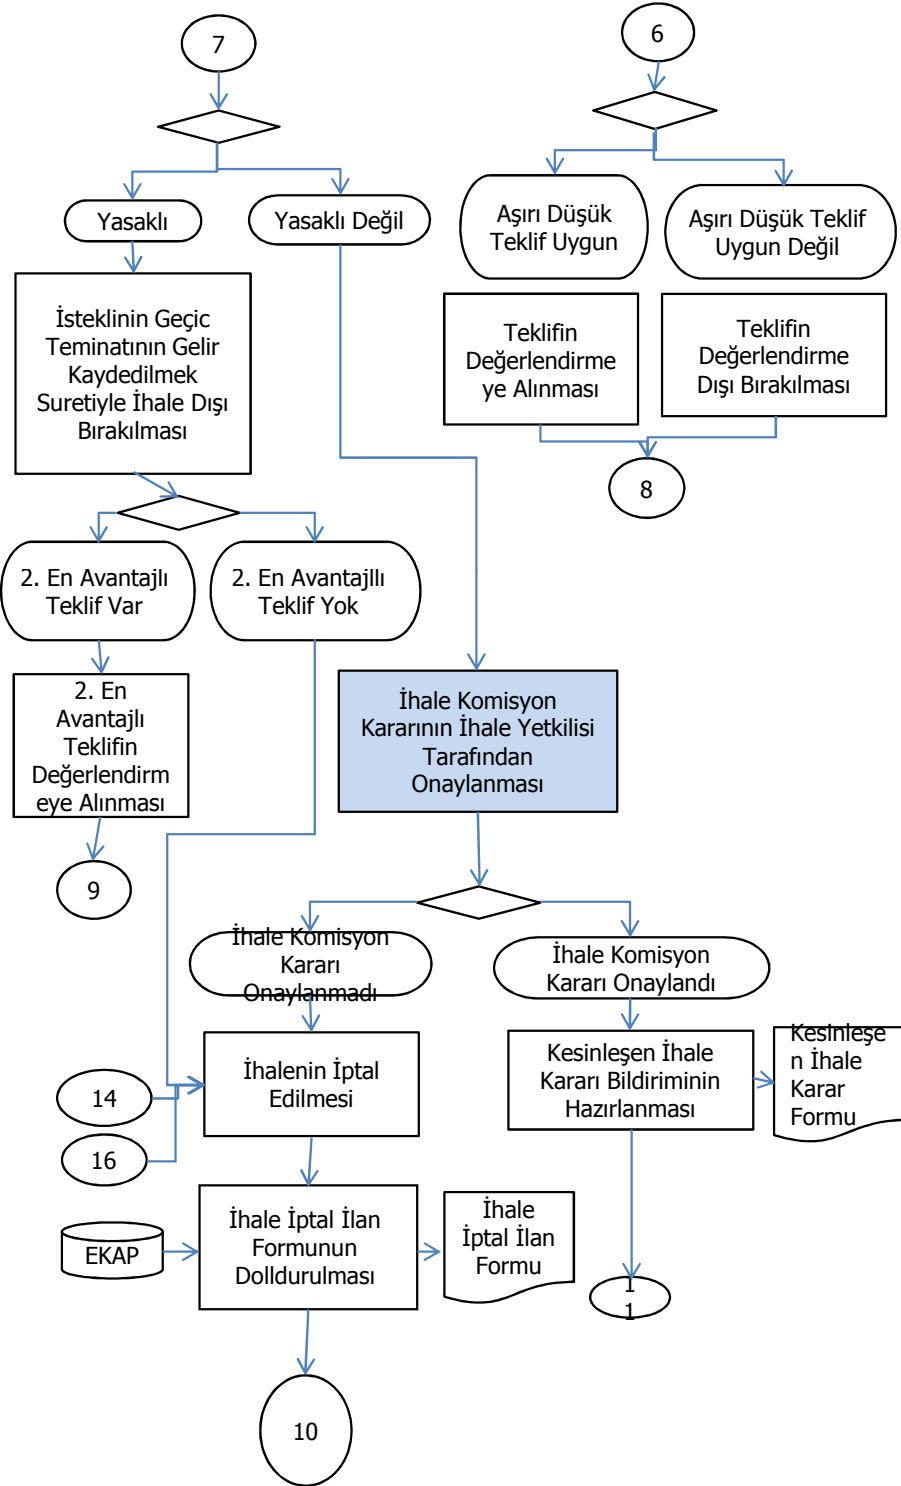 7
6
Yasaklı
Yasaklı Değil
Aşırı Düşük
Teklif Uygun
Aşırı Düşük Teklif
Uygun Değil
İsteklinin Geçic
Teminatının Gelir
Kaydedilmek
Suretiyle İhale Dışı
Bırakılması
Teklifin
Değerlendirme
ye Alınması
Teklifin
Değerlendirme
Dışı Bırakılması
8
2. En Avantajlı
Teklif Var
2. En Avantajllı
Teklif Yok
2. En
Avantajlı
Teklifin
Değerlendirm
eye Alınması
İhale Komisyon
Kararının İhale Yetkilisi
Tarafından
Onaylanması
9
İhale Komisyon
Kararı
Onaylanmadı
İhale Komisyon
Kararı Onaylandı
İhalenin İptal
Edilmesi
Kesinleşen İhale
Kararı Bildiriminin
Hazırlanması
Kesinleşe
n İhale
Karar
Formu
14
16
EKAP
İhale İptal İlan
Formunun
Dolldurulması
İhale
İptal İlan
Formu
1
1
10